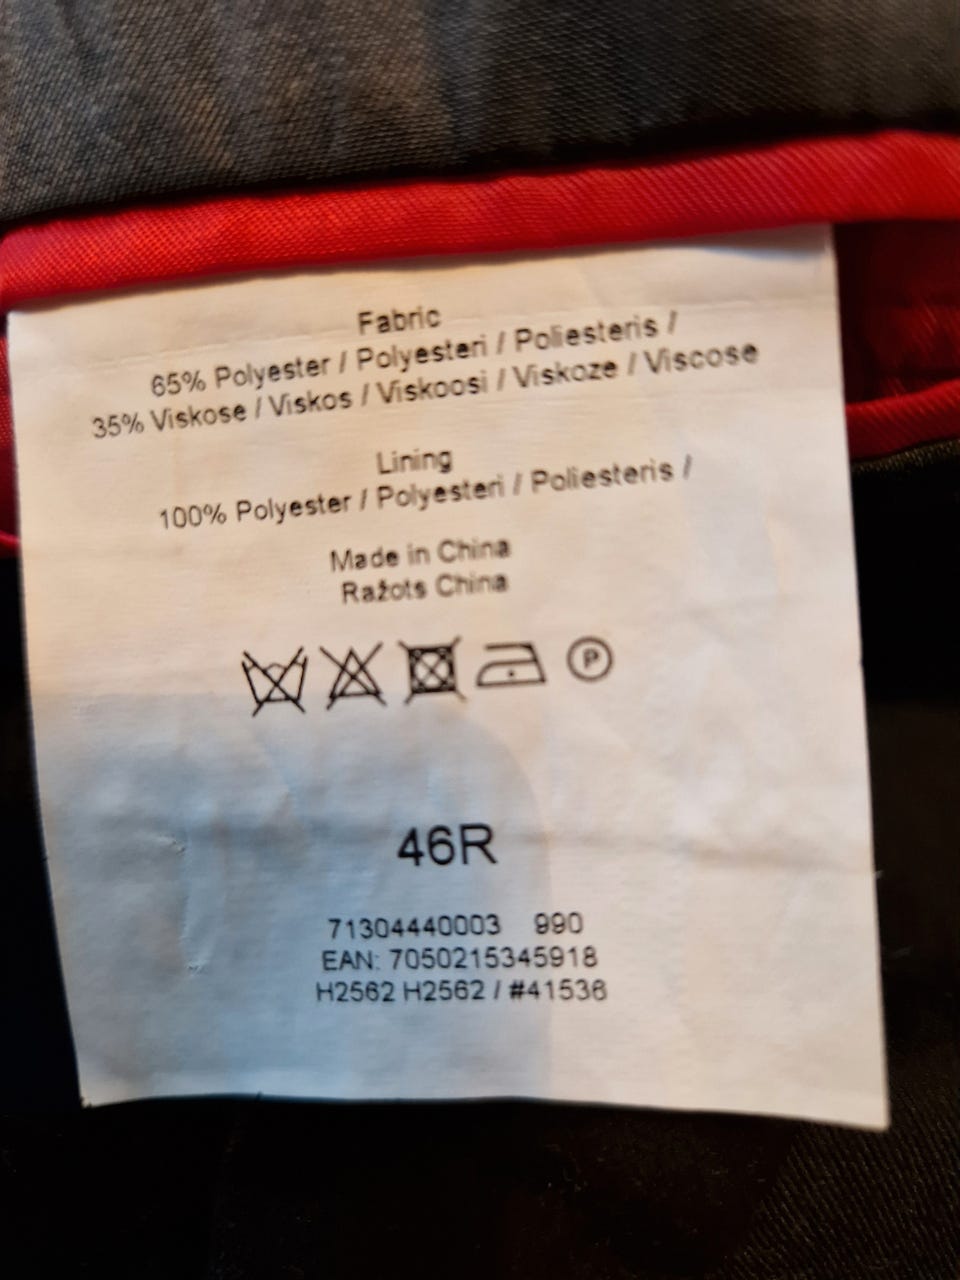 Fabric
65% Polyester / Polyesteri / Poliesteris /
35% Viskose / Viskos / Viskoosi / Viskoze / Viscose
Lining
100% Polyester / Polyesteri / Poliesteris /
Made in China
Ražots China
P
46R
71304440003 990
EAN: 7050215345918
H2562 H2562 / #41536